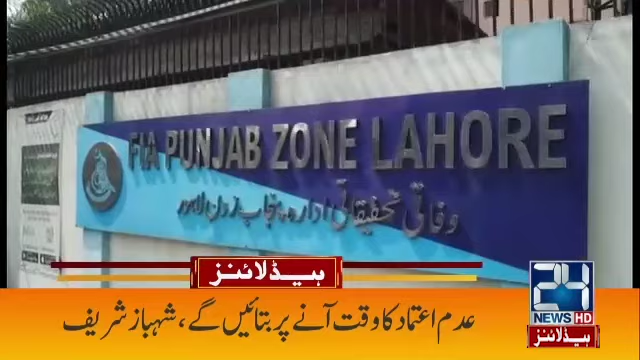 FIA PUNJAB ZONE LAHORE
وفاقی تحقیقاتی ادارہ پنجاب زون لاہور
ہیڈلائنز
عدم اعتماد کا وقت آنے پر بتائیں گے، شہباز شریف
24
NEWS HD
ہیڈلائنز